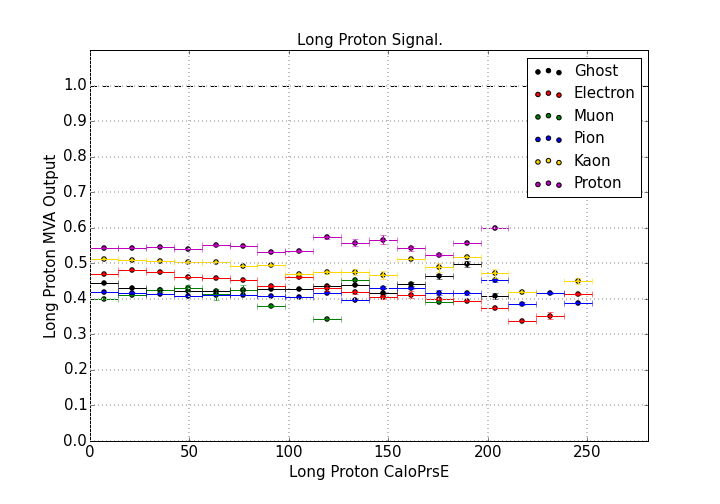 Long Proton Signal.
1.0
0.9
0.8
0.7
0.6
0.5
0.4
0.3
0.2
0.1
0.0
Long Proton MVA Output
Ghost
Electron
Muon
Pion
Kaon
Proton
0 50 100 150 200 250
Long Proton CaloPrsE